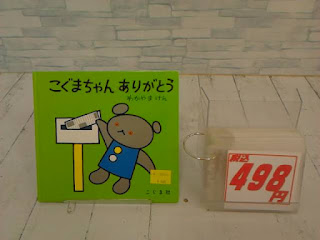 こぐまちゃん ありがとう
わかやま けん
こぐま社
税込
498
円